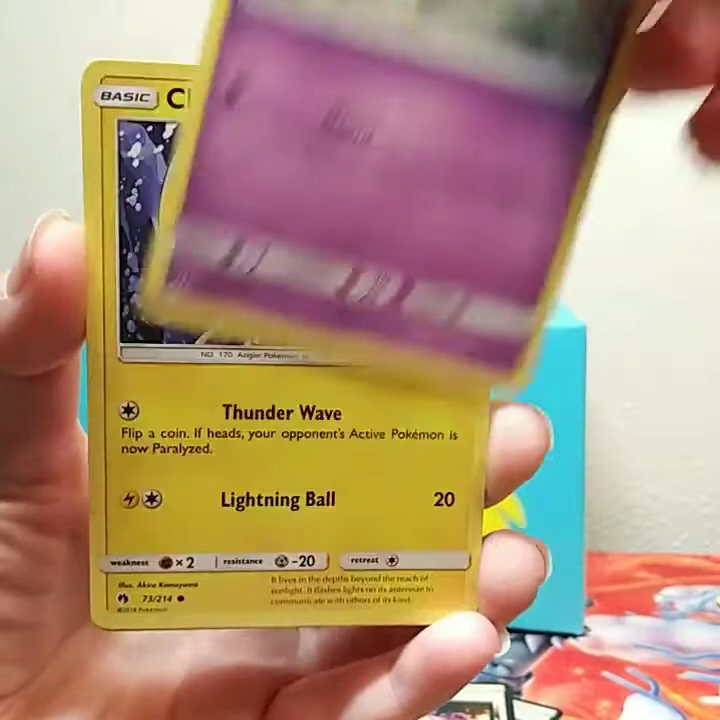 BASIC C
NO. 170 Angler Pokémon
Thunder Wave
Flip a coin. If heads, your opponent's Active Pokémon is
now Paralyzed.
Lightning Ball 20
weakness ×2 resistance -20 retreat
Illus. Akira Komayama
73/214
©2018 Pokémon
It lives in the depths beyond the reach of
sunlight. It flashes lights on its antennae to
communicate with others of its kind.